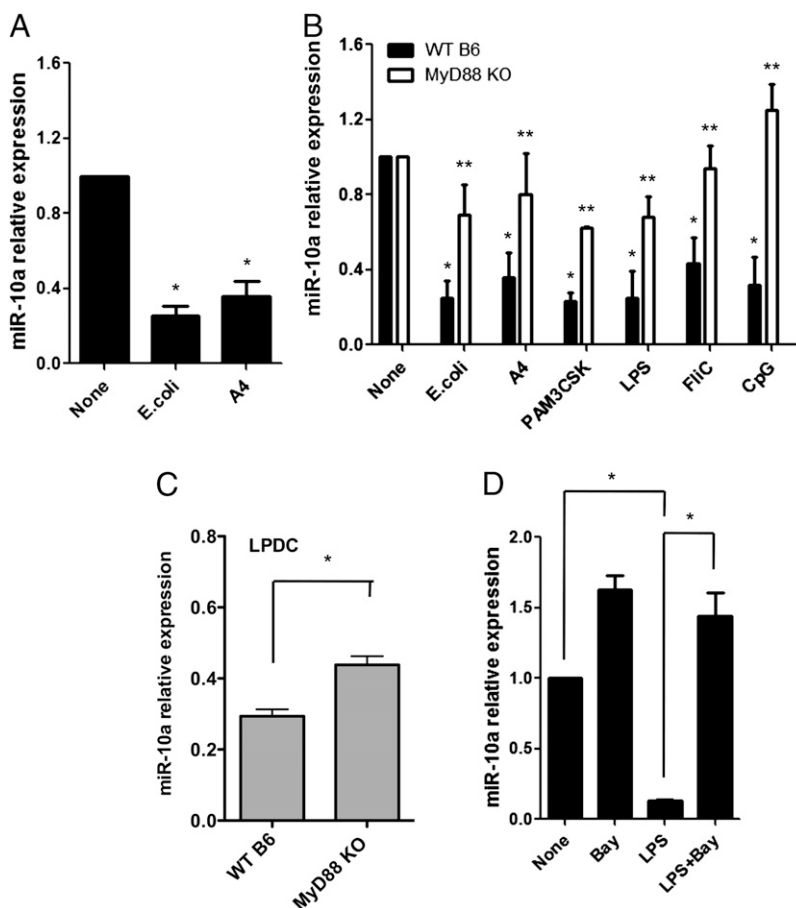 A
miR-10a relative expression
1.6
1.2
0.8
0.4
0.0
*
*
None
E.coli
A4
B
WT B6
MyD88 KO
miR-10a relative expression
1.6
1.2
0.8
0.4
0.0
*
**
*
**
*
**
*
**
*
**
*
**
None
E.coli
A4
PAM3CSK
LPS
FliC
CpG
C
LPDC
miR-10a relative expression
0.8
0.6
0.4
0.2
0.0
*
WT B6
MyD88 KO
D
miR-10a relative expression
2.0
1.5
1.0
0.5
0.0
*
*
None
Bay
LPS
LPS+Bay